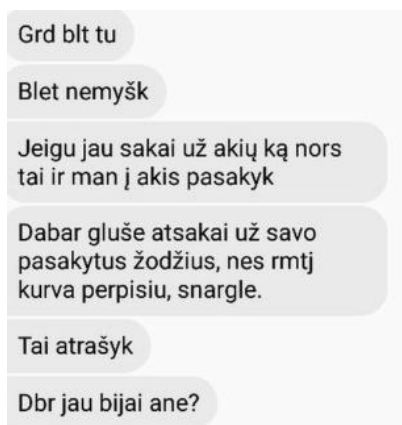 Grd blt tu
Blet nemyšk
Jeigu jau sakai už akių ką nors
tai ir man į akis pasakyk
Dabar gluše atsakai už savo
pasakytus žodžius, nes rmtj
kurva perpisiu, snargle.
Tai atrašyk
Dbr jau bijai ane?